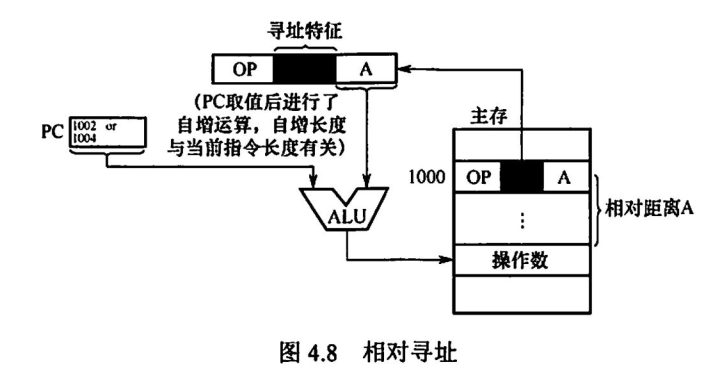 寻址特征
OP A
(PC取值后进行了
自增运算，自增长度
与当前指令长度有关)
PC 1002 or
1004
主存
1000 OP A
ALU
⋮
相对距离A
操作数
图 4.8 相对寻址